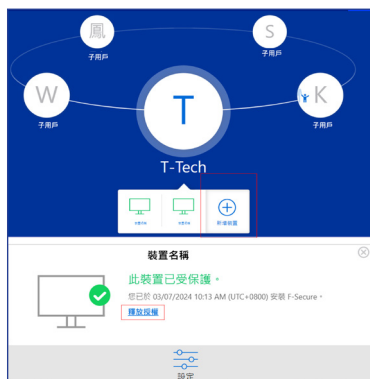 鳳
子用戶
S
子用戶
W
子用戶
T
K
子用戶
T-Tech
新增裝置
裝置名稱
此裝置已受保護。
您已於 03/07/2024 10:13 AM (UTC+0800) 安裝 F-Secure。
釋放授權
設定